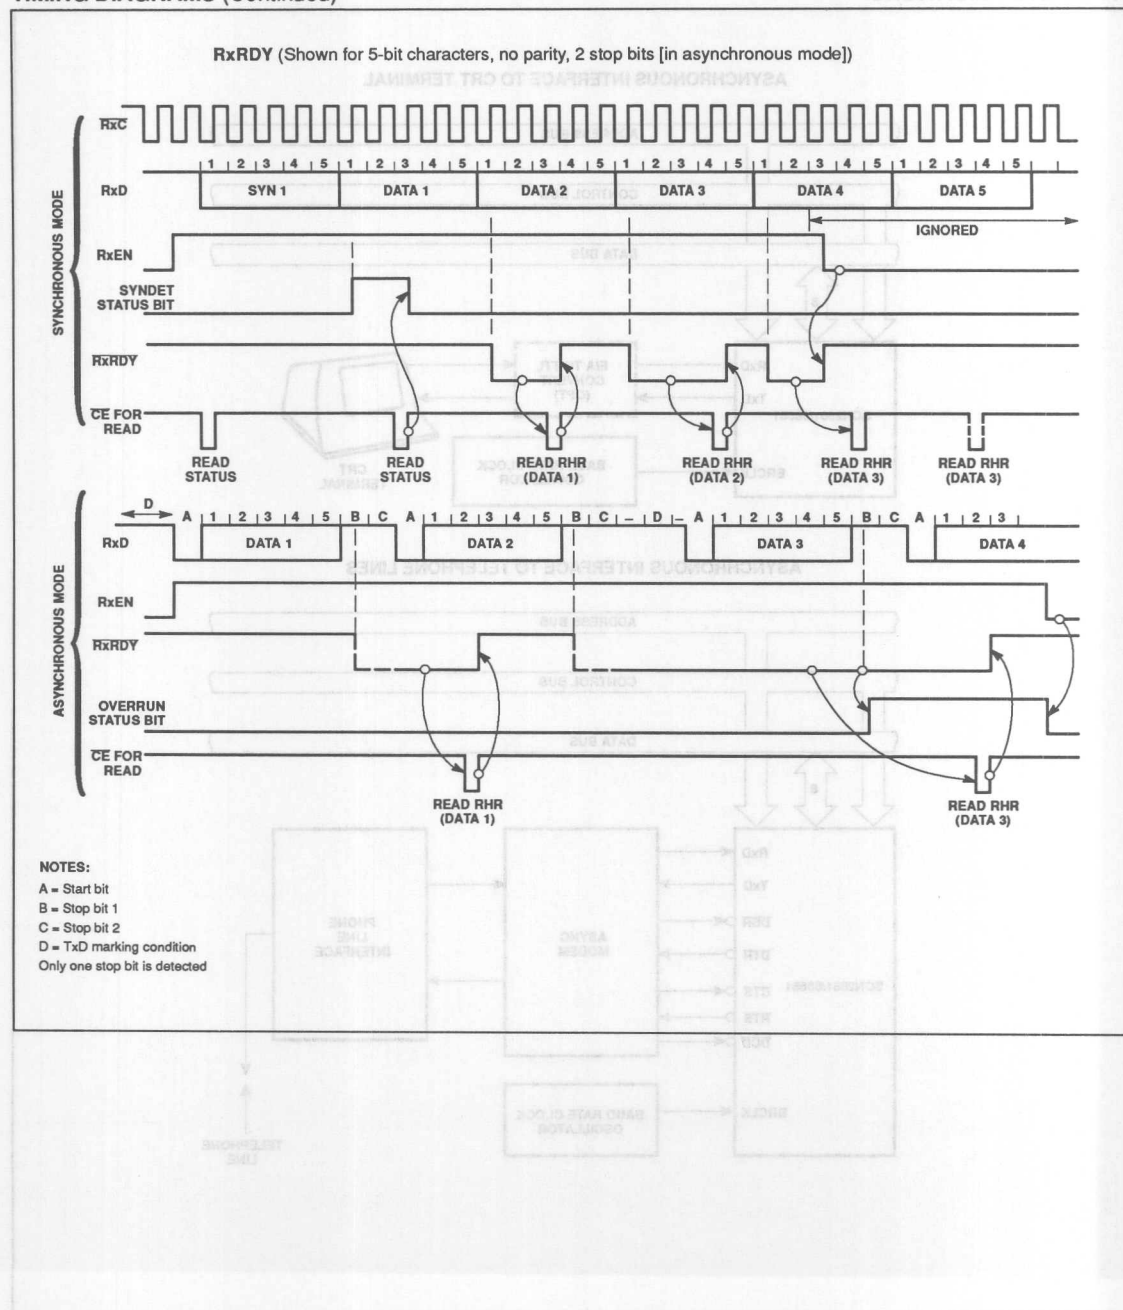 TIMING DIAGRAMS (Continued)
RxRDY (Shown for 5-bit characters, no parity, 2 stop bits [in asynchronous mode])
SYNCHRONOUS MODE
RxC
1 2 3 4 5 1 2 3 4 5 1 2 3 4 5 1 2 3 4 5 1 2 3 4 5 1 2 3 4 5
RxD SYN 1 DATA 1 DATA 2 DATA 3 DATA 4 DATA 5
IGNORED
RxEN
SYNDET
STATUS BIT
RxRDY
CE FOR
READ
READ STATUS
READ STATUS
READ RHR (DATA 1)
READ RHR (DATA 2)
READ RHR (DATA 3)
READ RHR (DATA 3)
ASYNCHRONOUS MODE
D
A 1 2 3 4 5 B C A 1 2 3 4 5 B C – D – A 1 2 3 4 5 B C A 1 2 3
RxD DATA 1 DATA 2 DATA 3 DATA 4
RxEN
RxRDY
OVERRUN
STATUS BIT
CE FOR
READ
READ RHR (DATA 1)
READ RHR (DATA 3)
NOTES:
A = Start bit
B = Stop bit 1
C = Stop bit 2
D = TxD marking condition
Only one stop bit is detected